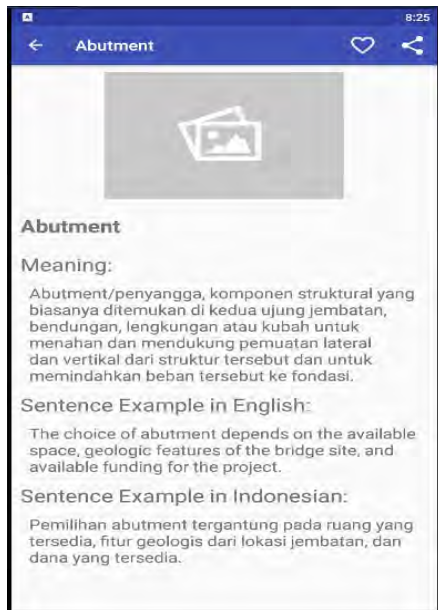 A
8:25
Abutment
Abutment
Meaning:
Abutment/penyangga, komponen struktural yang
biasanya ditemukan di kedua ujung jembatan,
bendungan, lengkungan atau kubah untuk
menahan dan mendukung pemuatan lateral
dan vertikal dari struktur tersebut dan untuk
memindahkan beban tersebut ke fondasi.
Sentence Example in English:
The choice of abutment depends on the available
space, geologic features of the bridge site, and
available funding for the project.
Sentence Example in Indonesian:
Pemilihan abutment tergantung pada ruang yang
tersedia, fitur geologis dari lokasi jembatan, dan
dana yang tersedia.